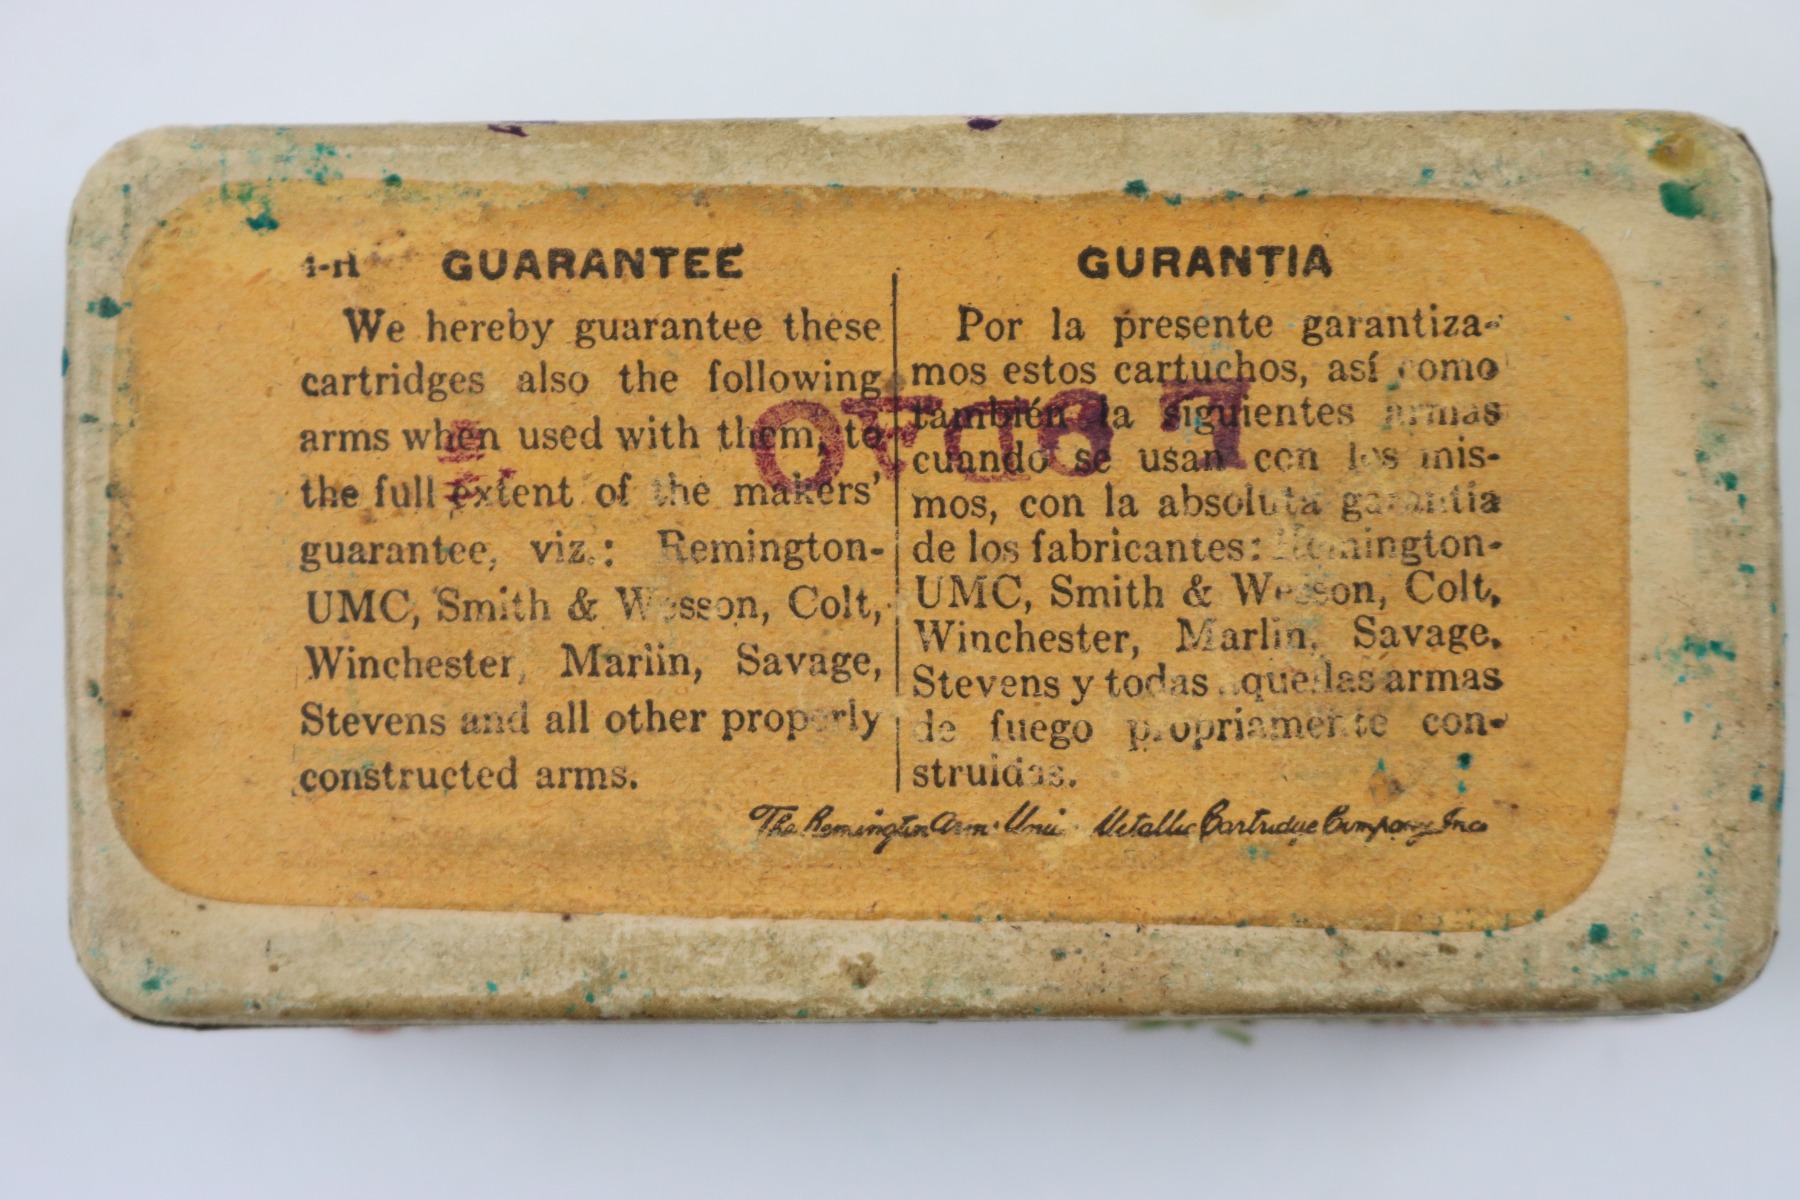 4-H GUARANTEE
We hereby guarantee these
cartridges also the following
arms when used with them, to
the full extent of the makers'
guarantee, viz.: Remington-
UMC, Smith & Wesson, Colt,
Winchester, Marlin, Savage,
Stevens and all other properly
constructed arms.
GURANTIA
Por la presente garantiza-
mos estos cartuchos, así como
también la siguientes armas
cuando se usan con los mis-
mos, con la absoluta garantia
de los fabricantes: Remington-
UMC, Smith & Wesson, Colt,
Winchester, Marlin, Savage,
Stevens y todas aquellas armas
de fuego propriamente con-
struidas.
The Remington Arms Union Metallic Cartridge Company Inc